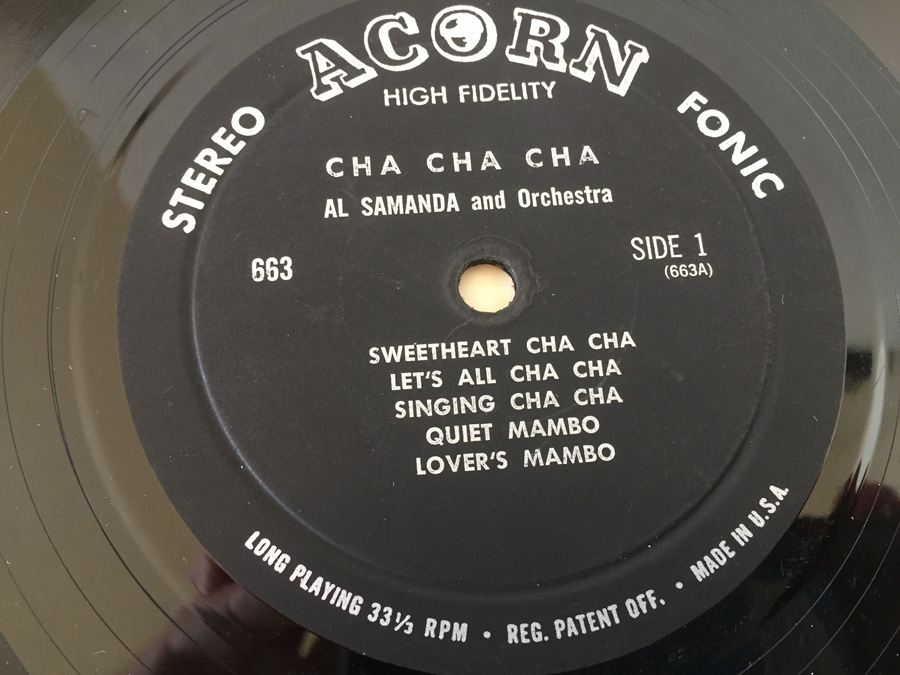 ACORN
HIGH FIDELITY
STEREO FONIC
CHA CHA CHA
AL SAMANDA and Orchestra
663
SIDE 1
(663A)
SWEETHEART CHA CHA
LET'S ALL CHA CHA
SINGING CHA CHA
QUIET MAMBO
LOVER'S MAMBO
LONG PLAYING 33⅓ RPM • REG. PATENT OFF. • MADE IN U.S.A.